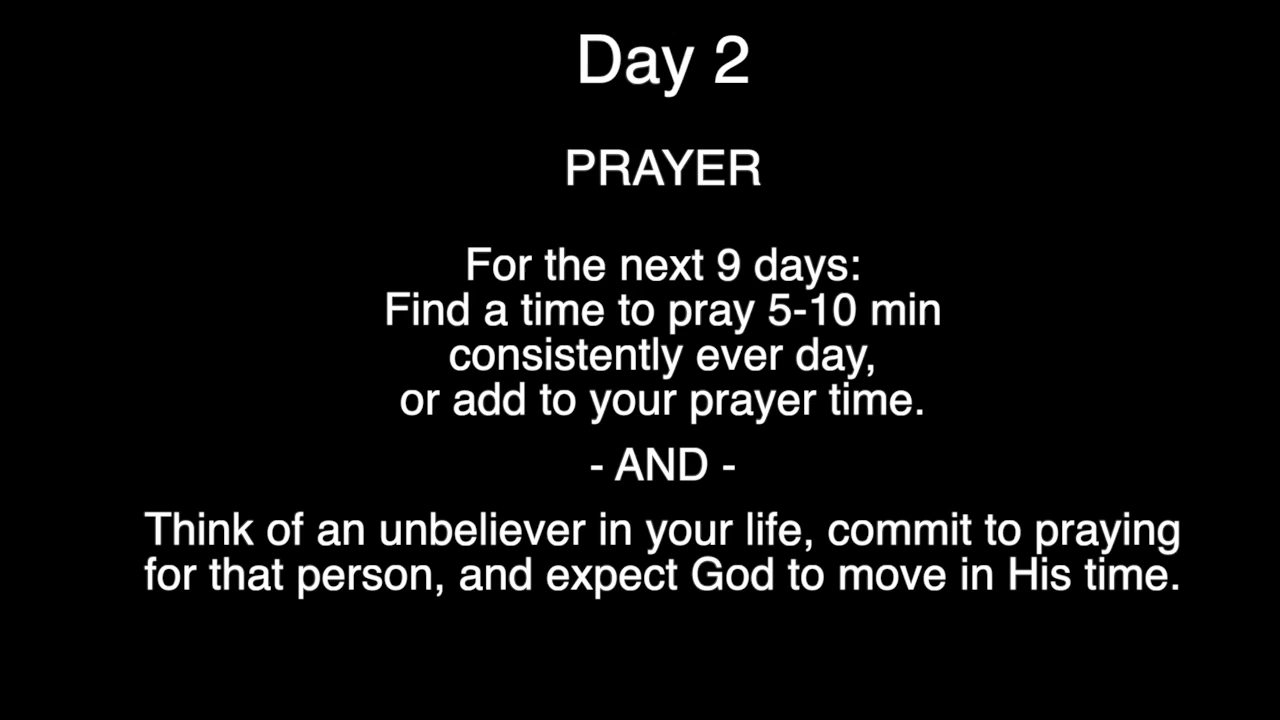 Day 2
PRAYER
For the next 9 days:
Find a time to pray 5-10 min
consistently ever day,
or add to your prayer time.
- AND -
Think of an unbeliever in your life, commit to praying
for that person, and expect God to move in His time.